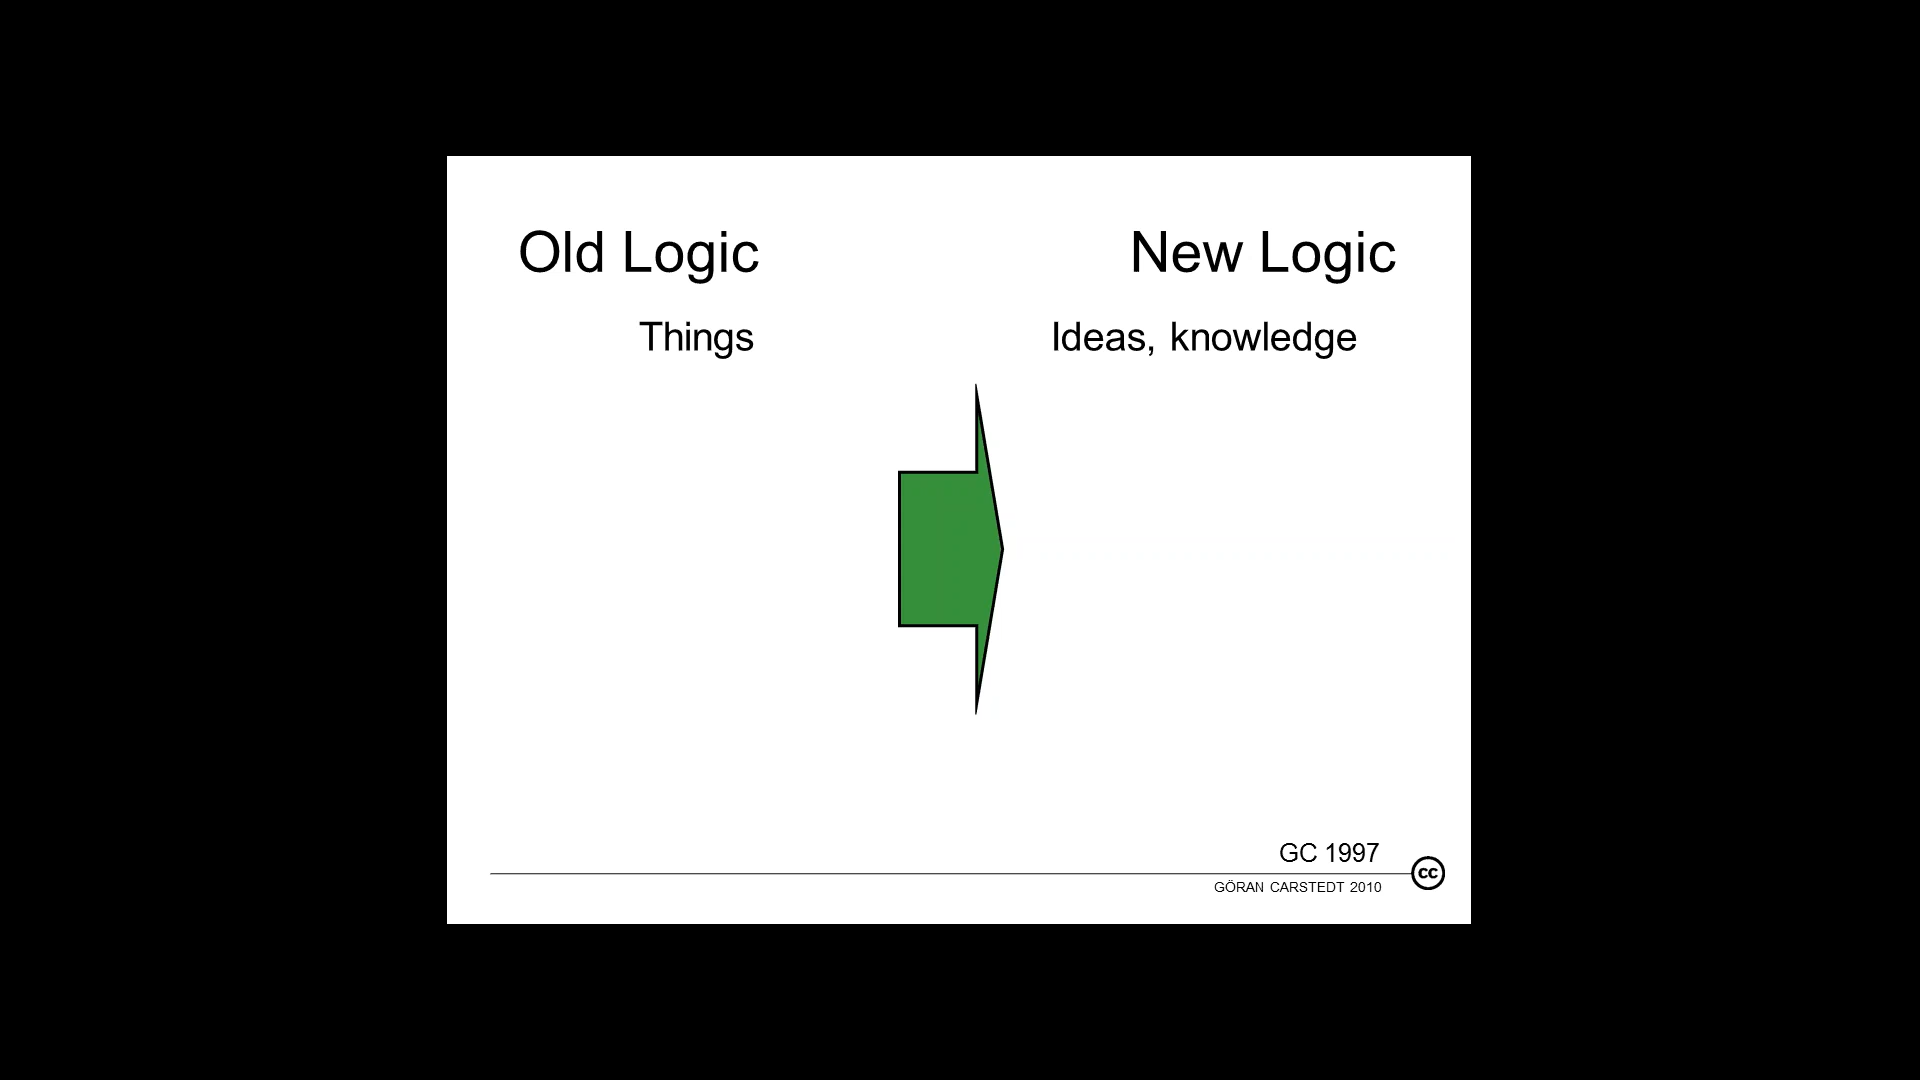 Old Logic
New Logic
Things
Ideas, knowledge
GC 1997
cc
GÖRAN CARSTEDT 2010